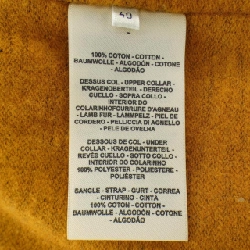 40
100% COTON - COTTON -
BAUMWOLLE - ALGODÓN - COTONE -
ALGODÃO
DESSUS COL - UPPER COLLAR -
KRAGENOBERTEIL - DERECHO
CUELLO - SOPRA COLLO -
INTERIOR DO
COLARINHOFOURRURE D'AGNEAU
- LAMB FUR - LAMMPELZ - PIEL DE
CORDERO - PELLICCIA DI AGNELLO
- PELE DE OVELHA
DESSOUS DE COL - UNDER
COLLAR - KRAGENUNTERTEIL -
REVÉS CUELLO - SOTTO COLLO -
INTERIOR DO COLARINHO
100% POLYESTER - POLIESTERE -
POLIÉSTER
SANGLE - STRAP - GURT - CORREA
- CINTURINO - CINTA
100% COTON - COTTON -
BAUMWOLLE - ALGODÓN - COTONE
- ALGODÃO